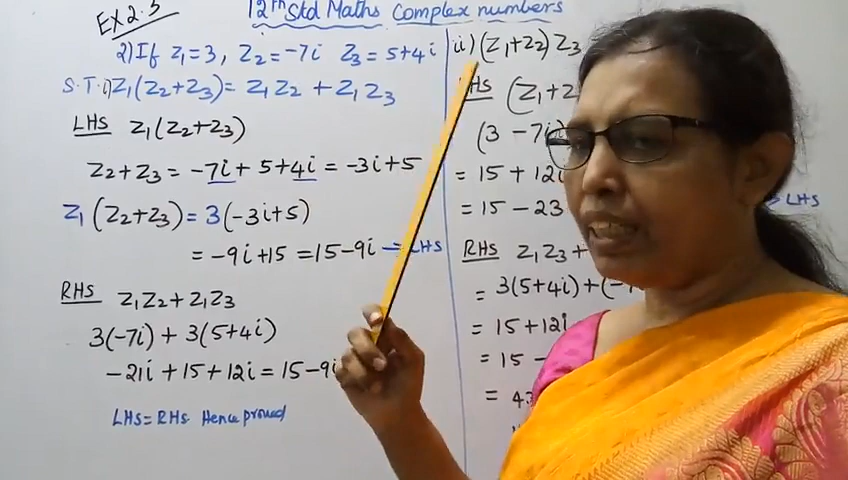 EX 2.3
12th Std Maths Complex numbers
2) If z₁=3, z₂=-7i z₃=5+4i
S.T i) z₁(z₂+z₃)= z₁z₂ + z₁z₃
LHS z₁(z₂+z₃)
z₂+z₃ = -7i + 5+4i = -3i+5
z₁(z₂+z₃) = 3(-3i+5)
= -9i+15 = 15-9i → LHS
RHS z₁z₂+z₁z₃
3(-7i) + 3(5+4i)
-21i +15 +12i = 15-9i
LHS=RHS Hence proved
ii) (z₁+z₂) z₃
LHS (z₁+z
(3 -7i)
= 15 + 12i
= 15 - 23
LHS
RHS z₁z₃ +
= 3(5+4i) + (-7
= 15 + 12i
= 15 -
= 43